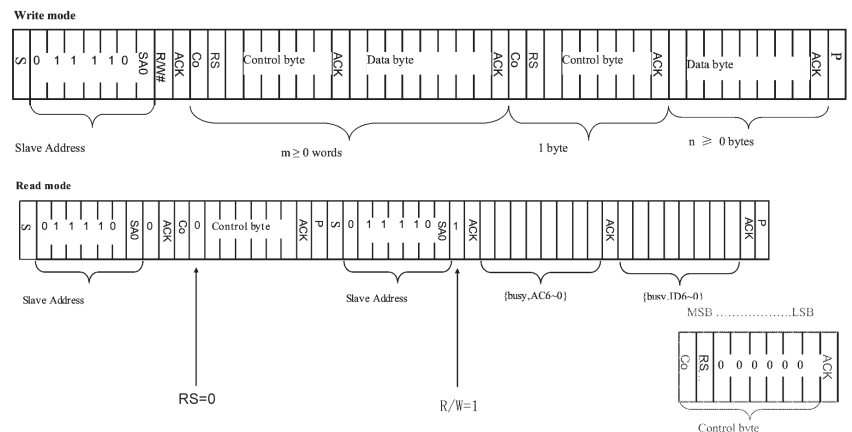 Write mode
S 0 1 1 1 1 0 SA0 R/W# ACK Co RS Control byte ACK Data byte ACK Co RS Control byte ACK Data byte ACK P
Slave Address
m ≥ 0 words
1 byte
n ≥ 0 bytes
Read mode
S 0 1 1 1 1 0 SA0 0 ACK Co 0 Control byte ACK P S 0 1 1 1 1 0 SA0 1 ACK ACK ACK P
Slave Address
Slave Address
{busy,AC6~0}
{busy,ID6~0}
MSB ....................LSB
Co RS 0 0 0 0 0 0 ACK
Control byte
RS=0
R/W=1